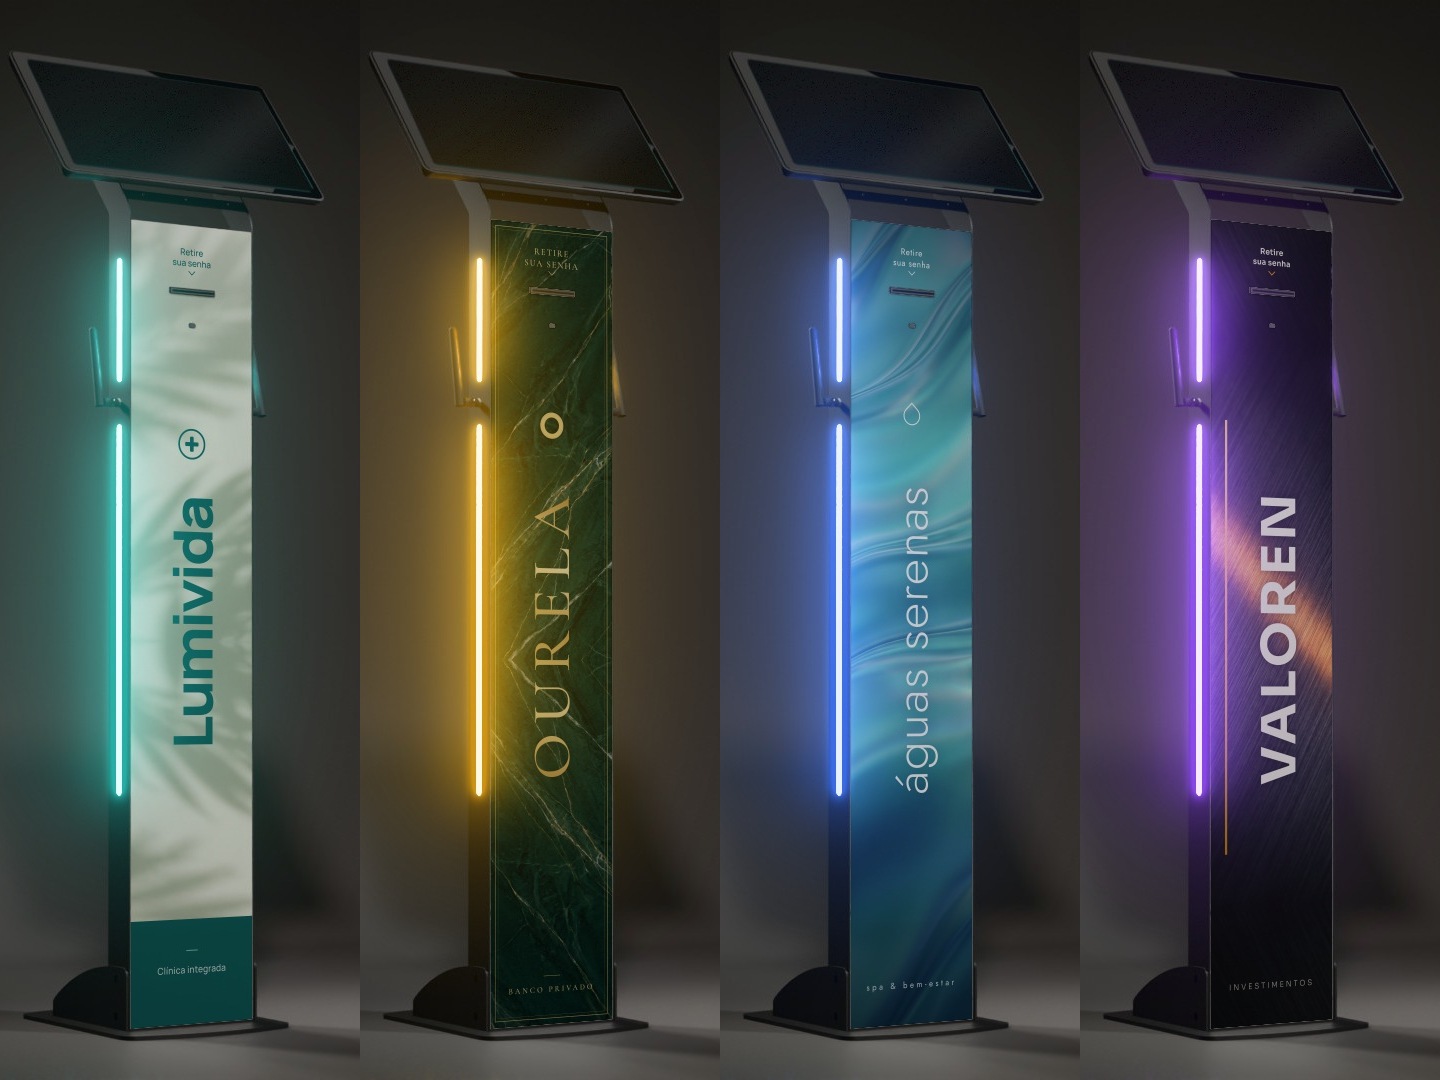 Retire
sua senha
Lumivida
Clínica integrada
RETIRE
SUA SENHA
OURELA
BANCO PRIVADO
Retire
sua senha
águas serenas
spa & bem-estar
Retire
sua senha
VALOREN
INVESTIMENTOS